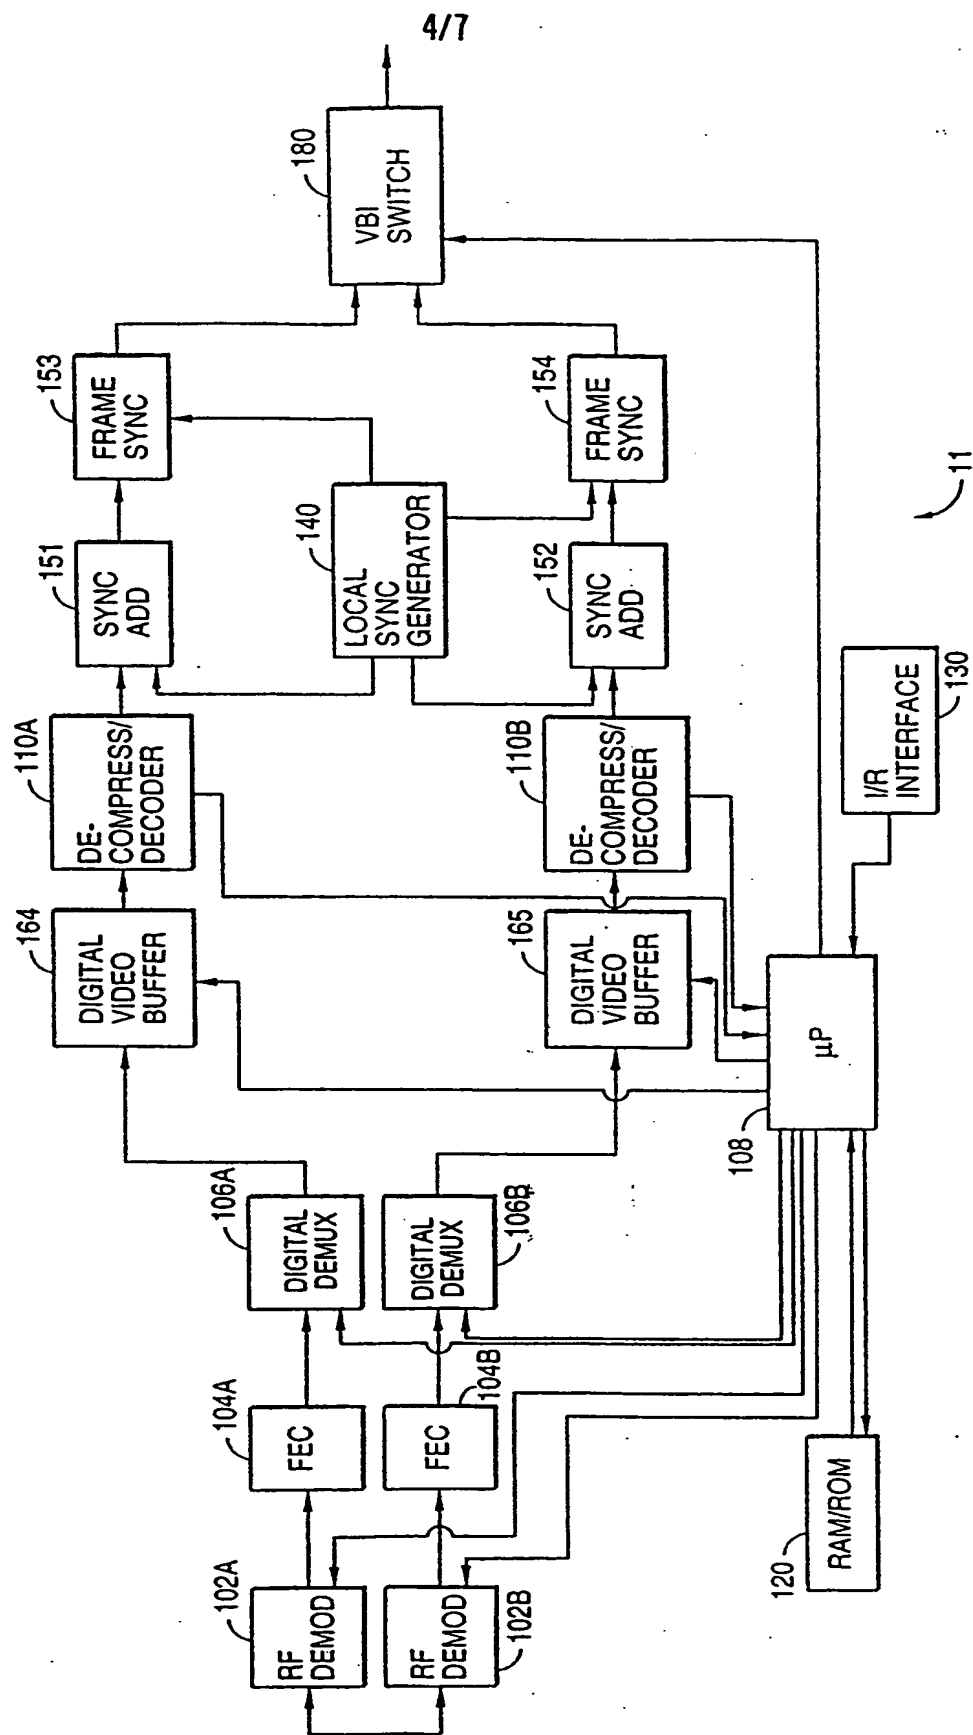 4/7
102A
RF
DEMOD
104A
FEC
106A
DIGITAL
DEMUX
164
DIGITAL
VIDEO
BUFFER
110A
DE-
COMPRESS/
DECODER
151
SYNC
ADD
153
FRAME
SYNC
180
VBI
SWITCH
140
LOCAL
SYNC
GENERATOR
RF
DEMOD
102B
FEC
104B
DIGITAL
DEMUX
106B
165
DIGITAL
VIDEO
BUFFER
110B
DE-
COMPRESS/
DECODER
152
SYNC
ADD
154
FRAME
SYNC
120
RAM/ROM
108
μP
I/R
INTERFACE
130
11